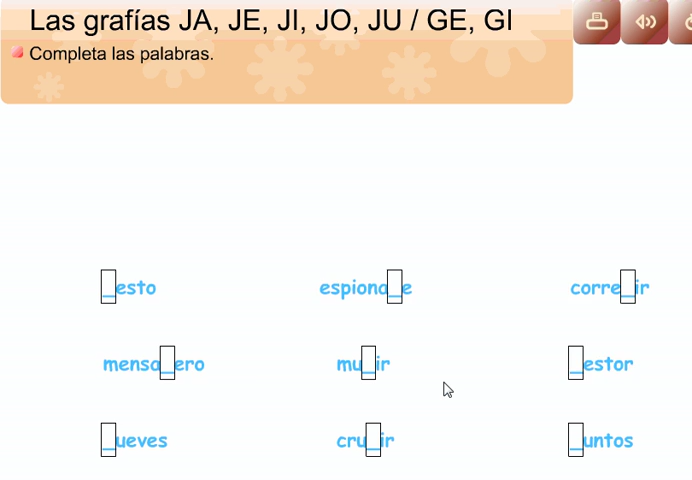 Las grafías JA, JE, JI, JO, JU / GE, GI
Completa las palabras.
_esto espiona_e corre_ir
mensa_ero mu_ir _estor
_ueves cru_ir _untos